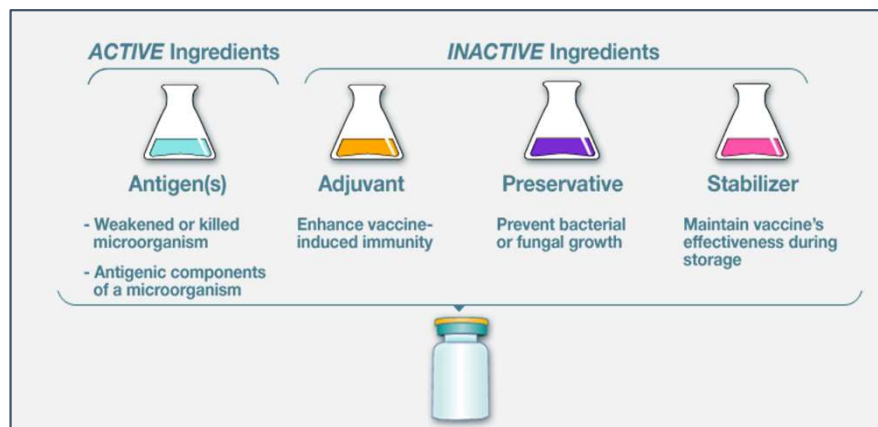 ACTIVE Ingredients
INACTIVE Ingredients
Antigen(s)
- Weakened or killed
microorganism
- Antigenic components
of a microorganism
Adjuvant
Enhance vaccine-
induced immunity
Preservative
Prevent bacterial
or fungal growth
Stabilizer
Maintain vaccine's
effectiveness during
storage